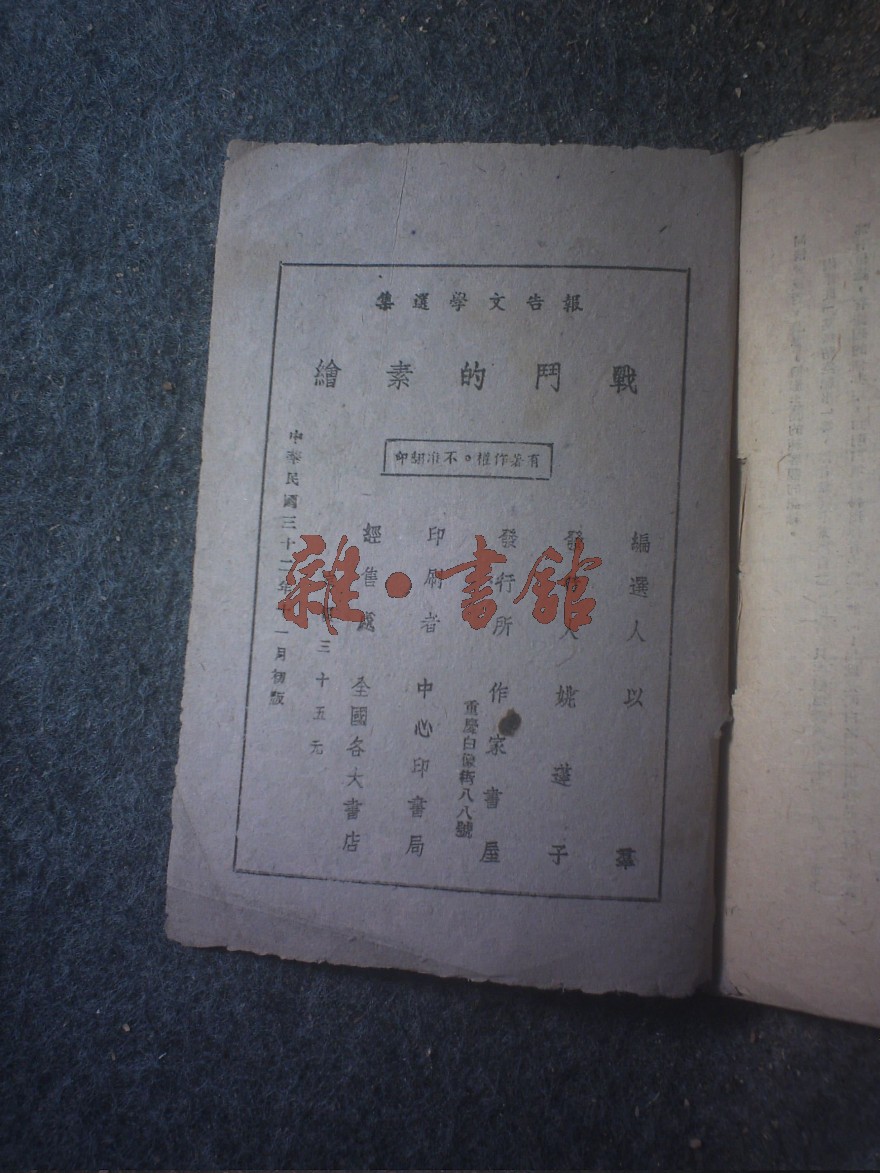 報告文學選集
戰鬥的素繪
有著作權。不准翻印
編選人 以羣
發行人 姚蓬子
發行所 作家書屋
重慶白象街八八號
印刷者 中心印書局
經售處 全國各大書店
三十五元
中華民國三十二年十一月初版
雜·書館